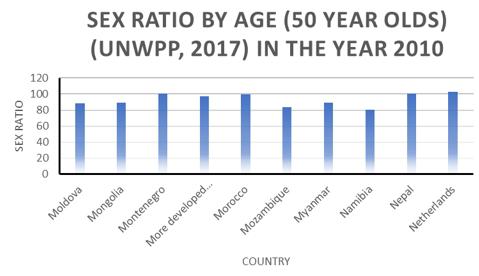 SEX RATIO BY AGE (50 YEAR OLDS)
(UNWPP, 2017) IN THE YEAR 2010
120
100
80
60
40
20
0
SEX RATIO
Moldova
Mongolia
Montenegro
More developed...
Morocco
Mozambique
Myanmar
Namibia
Nepal
Netherlands
COUNTRY